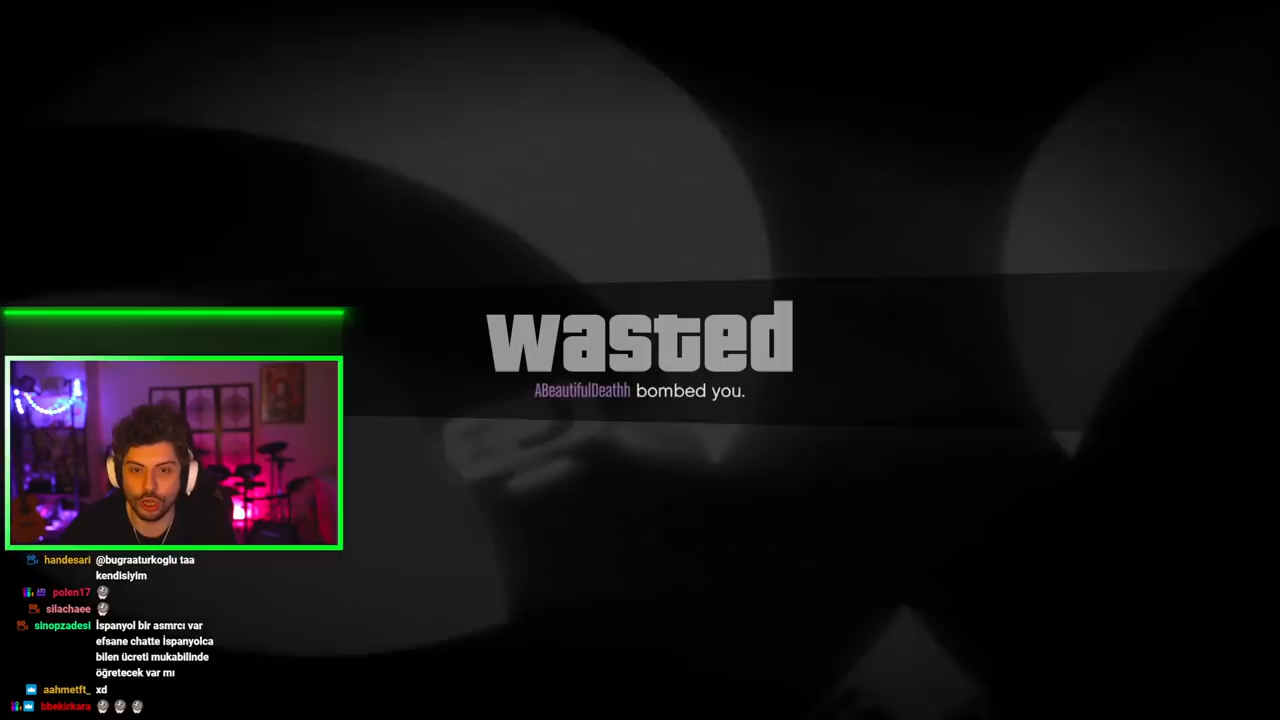 wasted
ABeautifulDeathh bombed you.
handesari @bugraaturkoglu taa
kendisiyim
polen17
silachaee
sinopzadesi İspanyol bir asmrcı var
efsane chatte İspanyolca
bilen ücreti mukabilinde
öğretecek var mı
aahmetft_ xd
bbekirkara